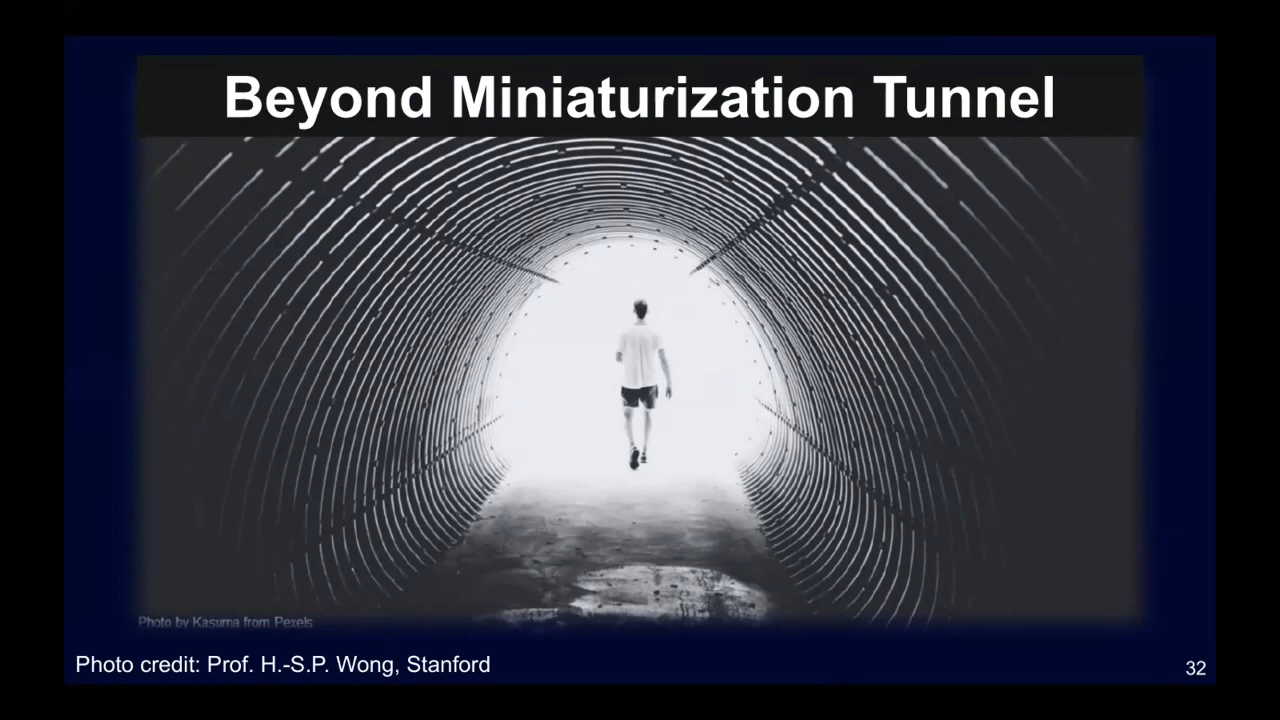 Beyond Miniaturization Tunnel
Photo by Kasuma from Pexels
Photo credit: Prof. H.-S.P. Wong, Stanford
32